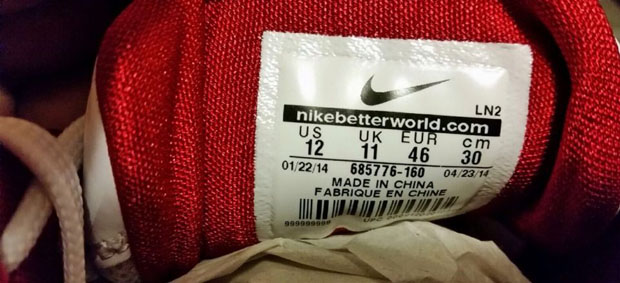 LN2
nikebetterworld.com
US UK EUR cm
12 11 46 30
01/22/14 685776-160 04/23/14
MADE IN CHINA
FABRIQUE EN CHINE
9999999999